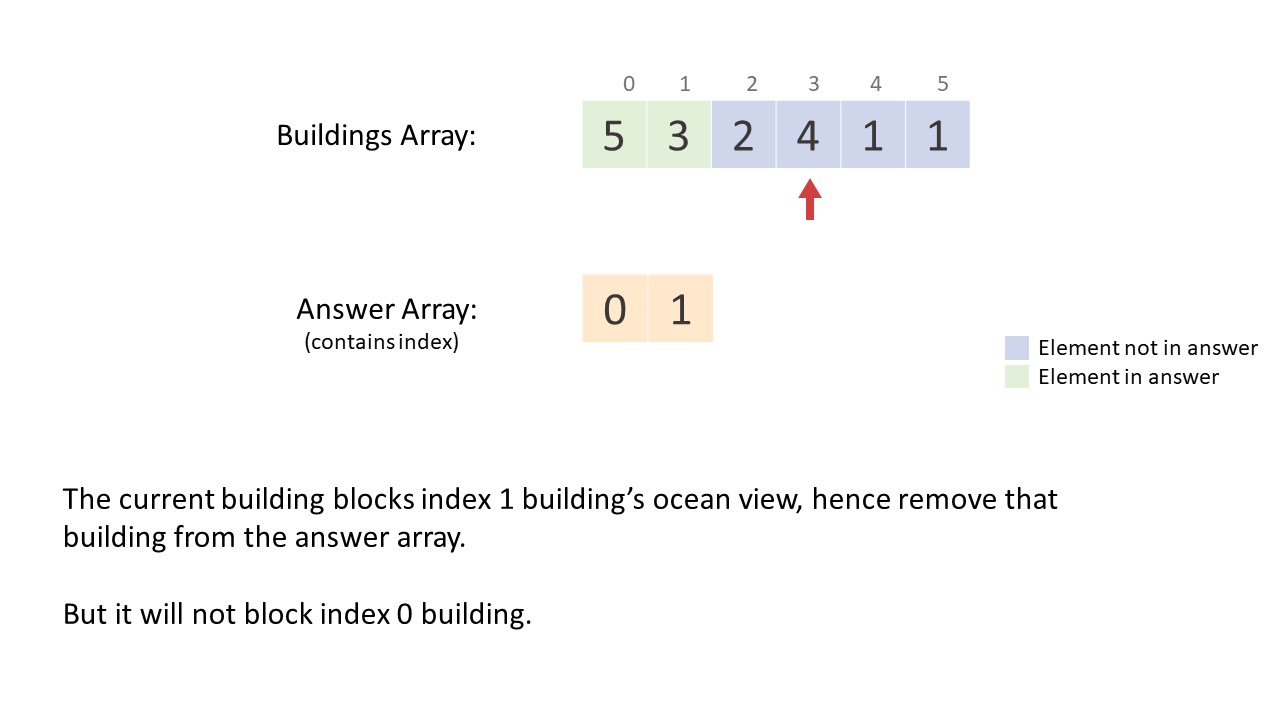 0 1 2 3 4 5
Buildings Array: 5 3 2 4 1 1
Answer Array: 0 1
(contains index)
Element not in answer
Element in answer
The current building blocks index 1 building’s ocean view, hence remove that
building from the answer array.
But it will not block index 0 building.